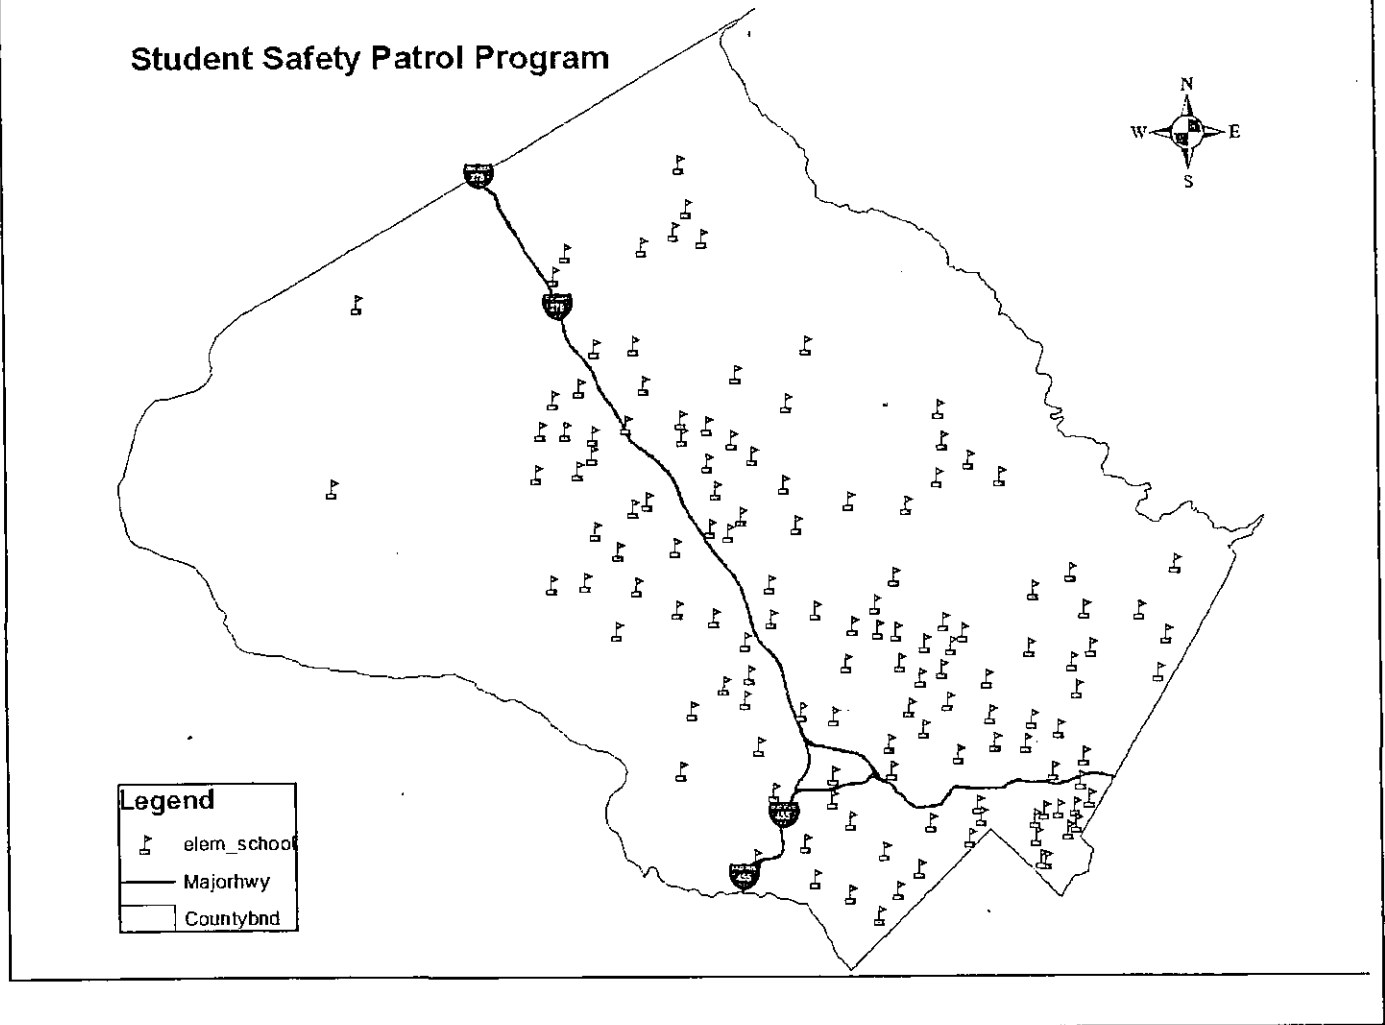 Student Safety Patrol Program
N
W E
S
Legend
elem_school
Majorhwy
Countybnd